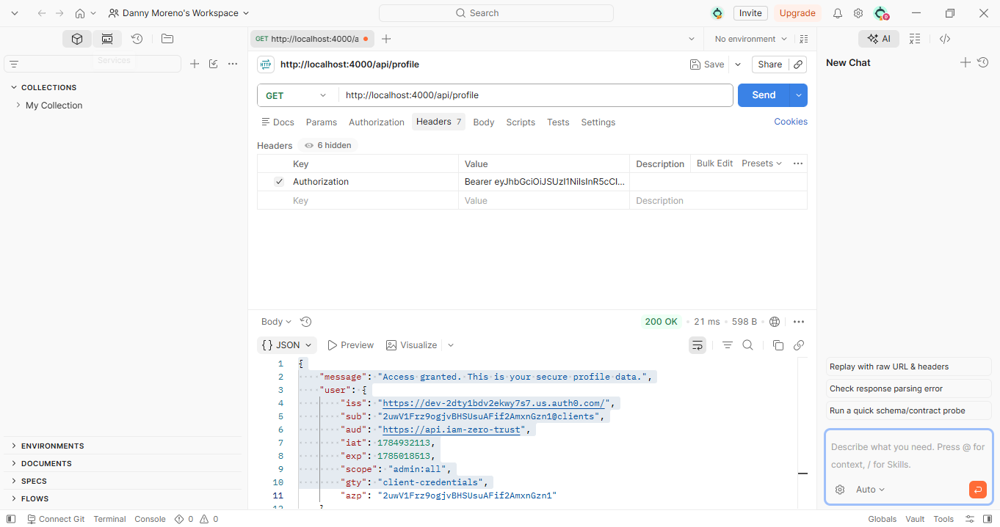 Danny Moreno's Workspace
Search
Invite
Upgrade
Services
COLLECTIONS
My Collection
ENVIRONMENTS
DOCUMENTS
SPECS
FLOWS
GET http://localhost:4000/a
No environment
HTTP http://localhost:4000/api/profile
Save
Share
GET http://localhost:4000/api/profile
Send
Docs Params Authorization Headers 7 Body Scripts Tests Settings Cookies
Headers 6 hidden
Key Value Description Bulk Edit Presets
Authorization Bearer eyJhbGciOiJSUzI1NiIsInR5cCI...
Key Value Description
Body 200 OK • 21 ms • 598 B
{} JSON Preview Visualize
1 {
2 "message": "Access granted. This is your secure profile data.",
3 "user": {
4 "iss": "https://dev-2dty1bdv2ekwy7s7.us.auth0.com/",
5 "sub": "2uwV1Frz9ogjvBHSUsuAFif2AmxnGzn1@clients",
6 "aud": "https://api.iam-zero-trust",
7 "iat": 1784932113,
8 "exp": 1785018513,
9 "scope": "admin:all",
10 "gty": "client-credentials",
11 "azp": "2uwV1Frz9ogjvBHSUsuAFif2AmxnGzn1"
12 }
AI
New Chat
Replay with raw URL & headers
Check response parsing error
Run a quick schema/contract probe
Describe what you need. Press @ for
context, / for Skills.
Auto
Connect Git Terminal Console 0 0
Globals Vault Tools